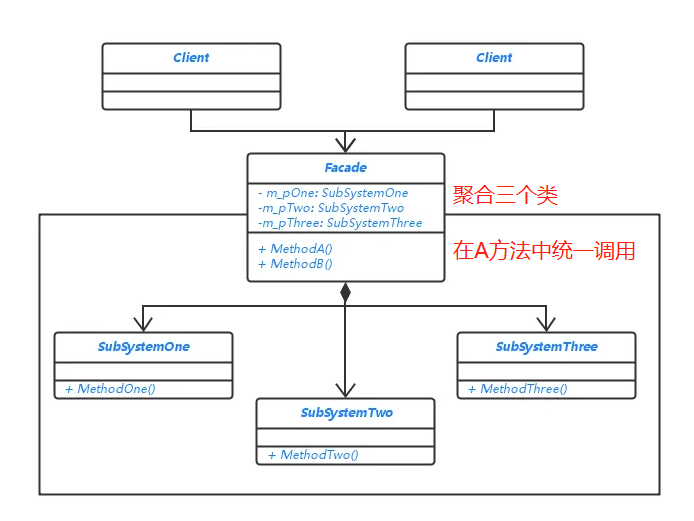 Client
Client
Facade
- m_pOne: SubSystemOne
-m_pTwo: SubSystemTwo
-m_pThree: SubSystemThree
聚合三个类
+ MethodA()
+ MethodB()
在A方法中统一调用
SubSystemOne
+ MethodOne()
SubSystemTwo
+ MethodTwo()
SubSystemThree
+ MethodThree()